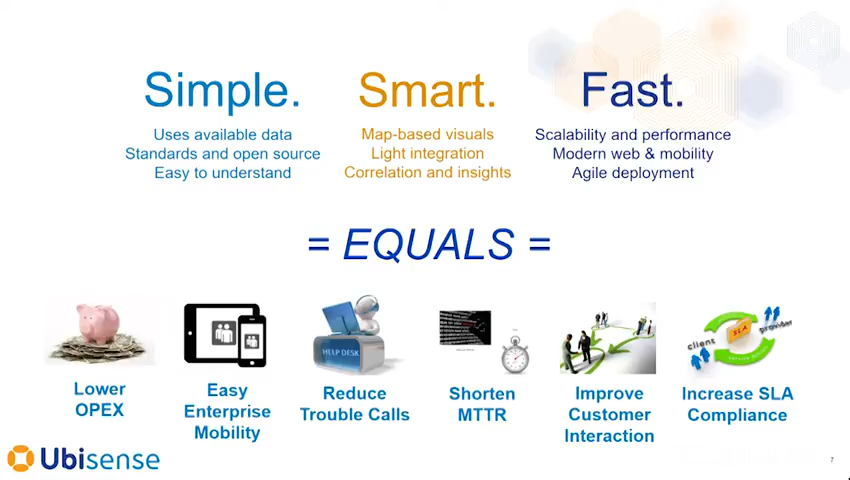 Simple.
Uses available data
Standards and open source
Easy to understand
Smart.
Map-based visuals
Light integration
Correlation and insights
Fast.
Scalability and performance
Modern web & mobility
Agile deployment
= EQUALS =
HELP DESK
client
SLA
provider
Lower
OPEX
Easy
Enterprise
Mobility
Reduce
Trouble Calls
Shorten
MTTR
Improve
Customer
Interaction
Increase SLA
Compliance
Ubisense
7